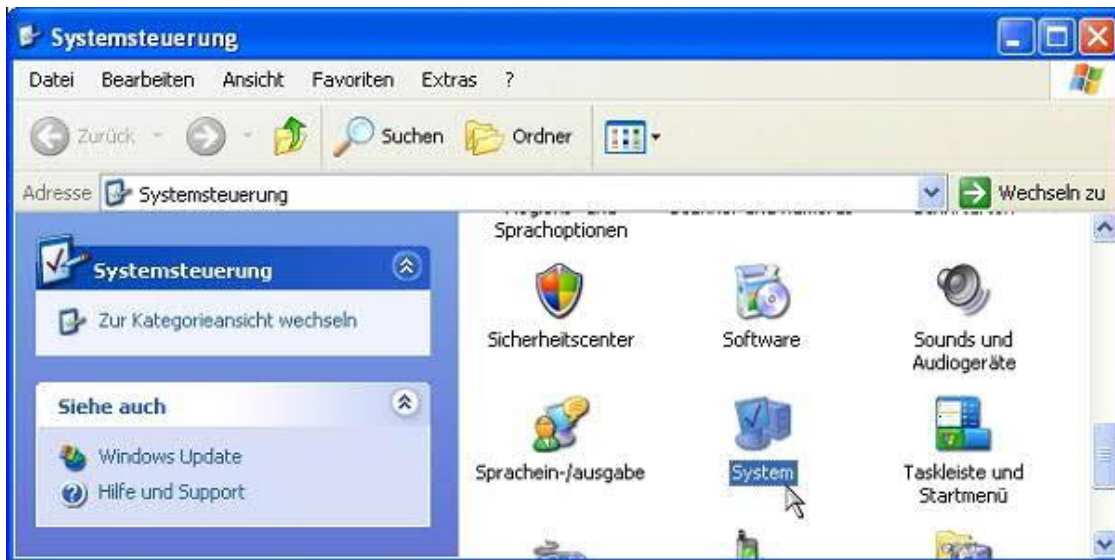 Systemsteuerung
Datei Bearbeiten Ansicht Favoriten Extras ?
Zurück Suchen Ordner
Adresse Systemsteuerung Wechseln zu
Systemsteuerung
Zur Kategorieansicht wechseln
Siehe auch
Windows Update
Hilfe und Support
Sprachoptionen
Sicherheitscenter
Software
Sounds und
Audiogeräte
Sprachein-/ausgabe
System
Taskleiste und
Startmenü